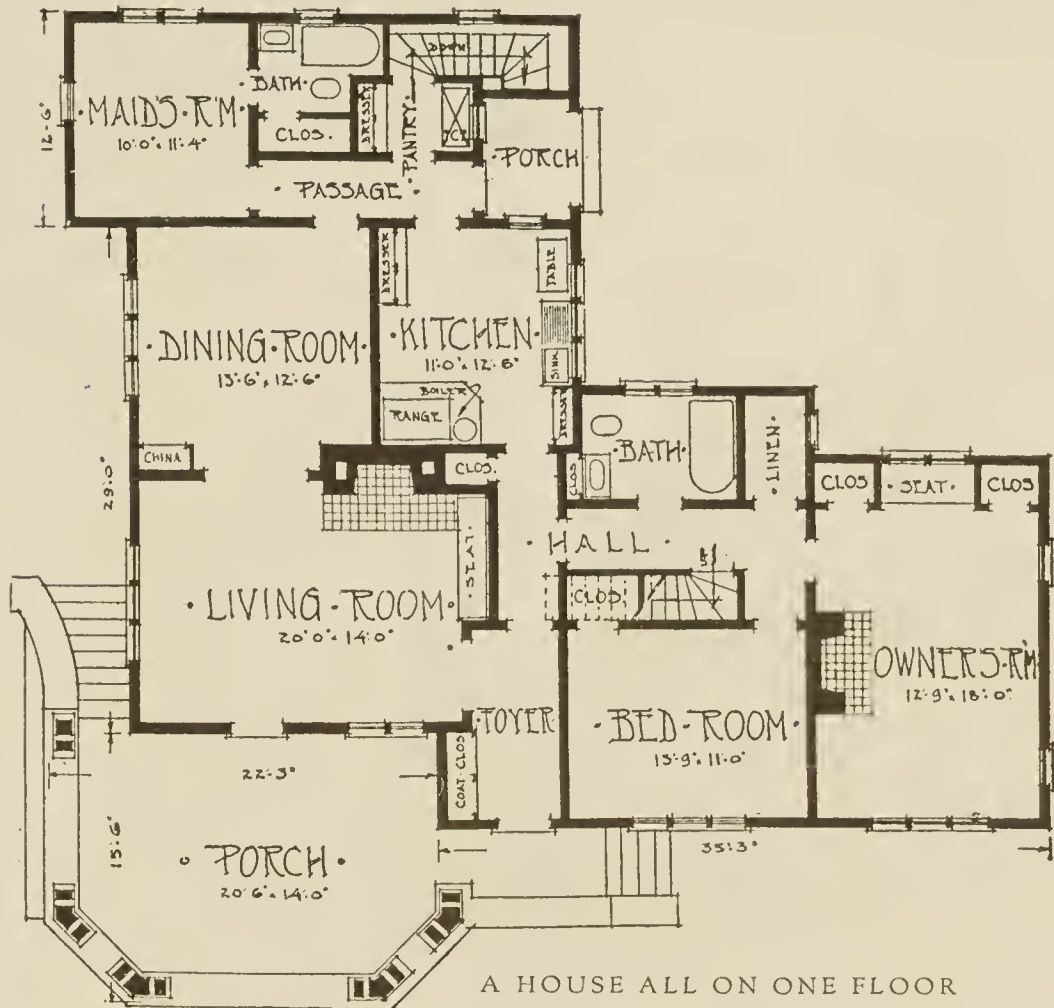 12'-6"
MAID'S·R'M
10'-0"x 11'-4"
BATH·
CLOS.
DRESSER
·PANTRY·
DOWN
ICE
·PORCH
·PASSAGE·
·DINING·ROOM·
13'-6"x 12'-6"
DRESSER
·KITCHEN·
11'-0"x 12'-6"
TABLE
SINK
BOILER
RANGE
DRESSER
29'-0"
CHINA
CLOS.
CLOS
·BATH·
·LINEN·
CLOS
·SEAT·
CLOS
·HALL·
·SEAT·
CLOS.
UP
·LIVING·ROOM·
20'-0"x 14'-0"
OWNERS·R'M
12'-9"x 18'-0"
·FOYER
COAT·CLOS.
·BED·ROOM·
13'-9"x 11'-0"
22'-3"
35'-3"
15'-6"
·PORCH·
20'-6"x 14'-0"
A HOUSE ALL ON ONE FLOOR